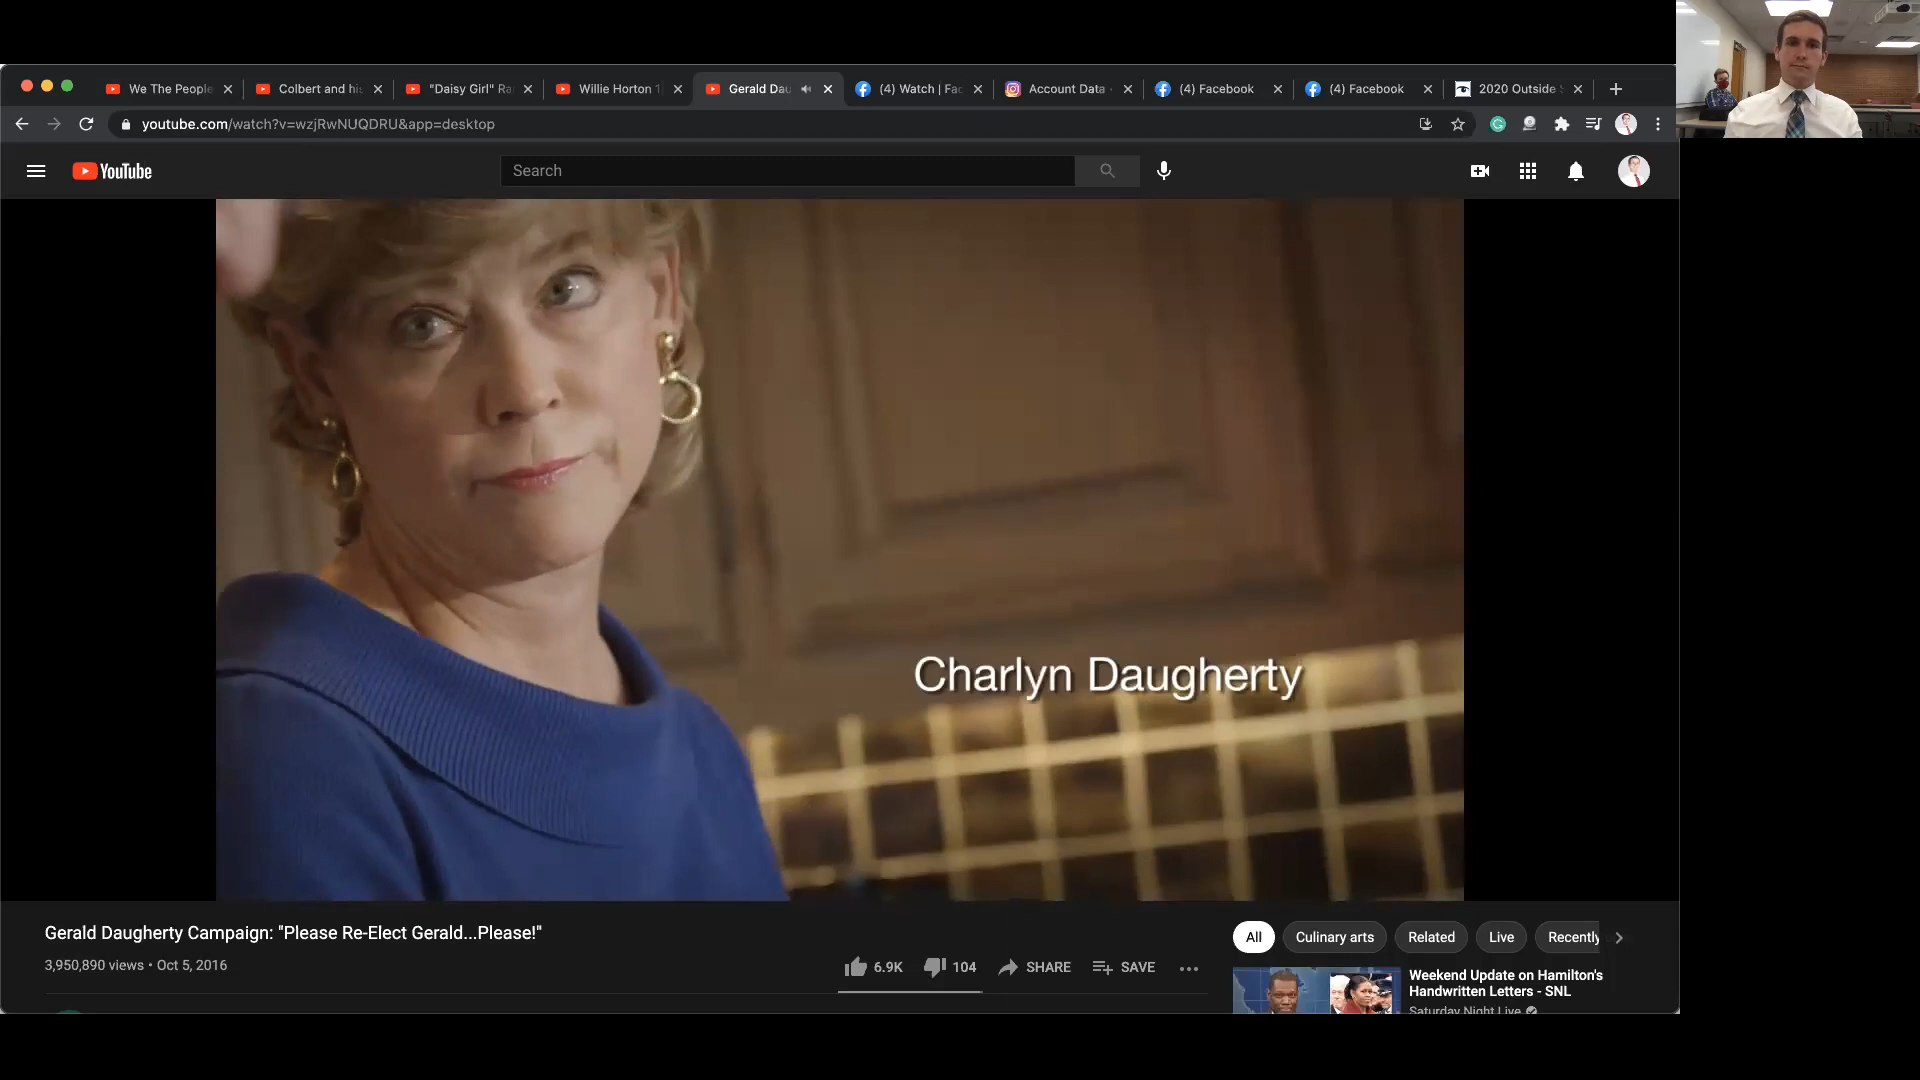 We The People
Colbert and hi
"Daisy Girl" Ra
Willie Horton 1
Gerald Dau
(4) Watch | Fac
Account Data
(4) Facebook
(4) Facebook
2020 Outside
youtube.com/watch?v=wzjRwNUQDRU&app=desktop
YouTube
Search
Charlyn Daugherty
Gerald Daugherty Campaign: "Please Re-Elect Gerald...Please!"
3,950,890 views • Oct 5, 2016
6.9K
104
SHARE
SAVE
All
Culinary arts
Related
Live
Recently
Weekend Update on Hamilton's
Handwritten Letters - SNL
Saturday Night Live